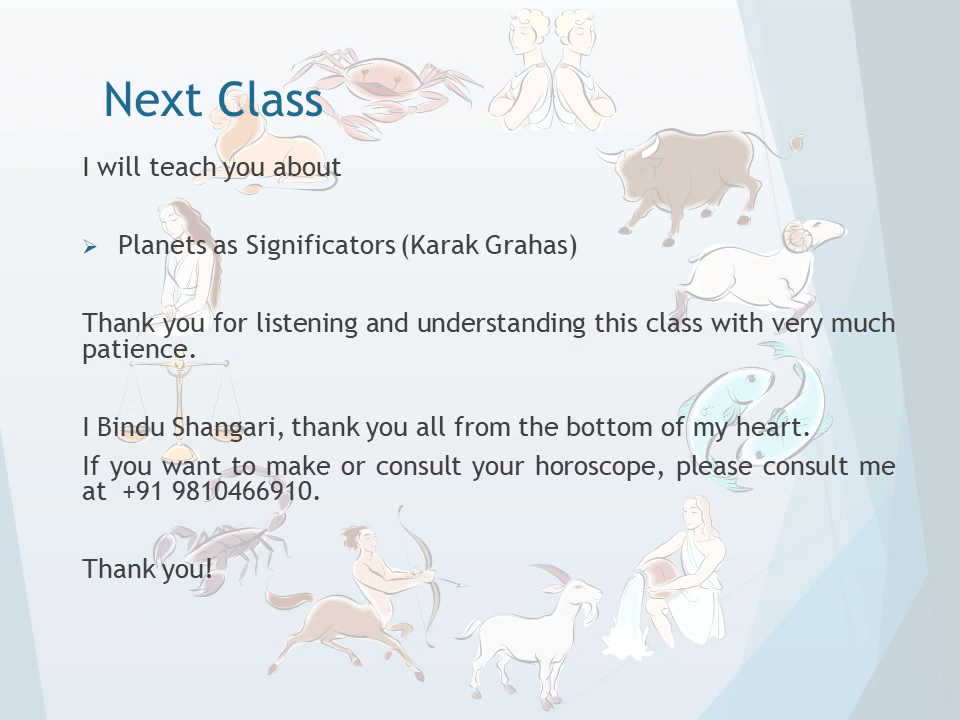 Next Class
I will teach you about
➢ Planets as Significators (Karak Grahas)
Thank you for listening and understanding this class with very much
patience.
I Bindu Shangari, thank you all from the bottom of my heart.
If you want to make or consult your horoscope, please consult me
at +91 9810466910.
Thank you!